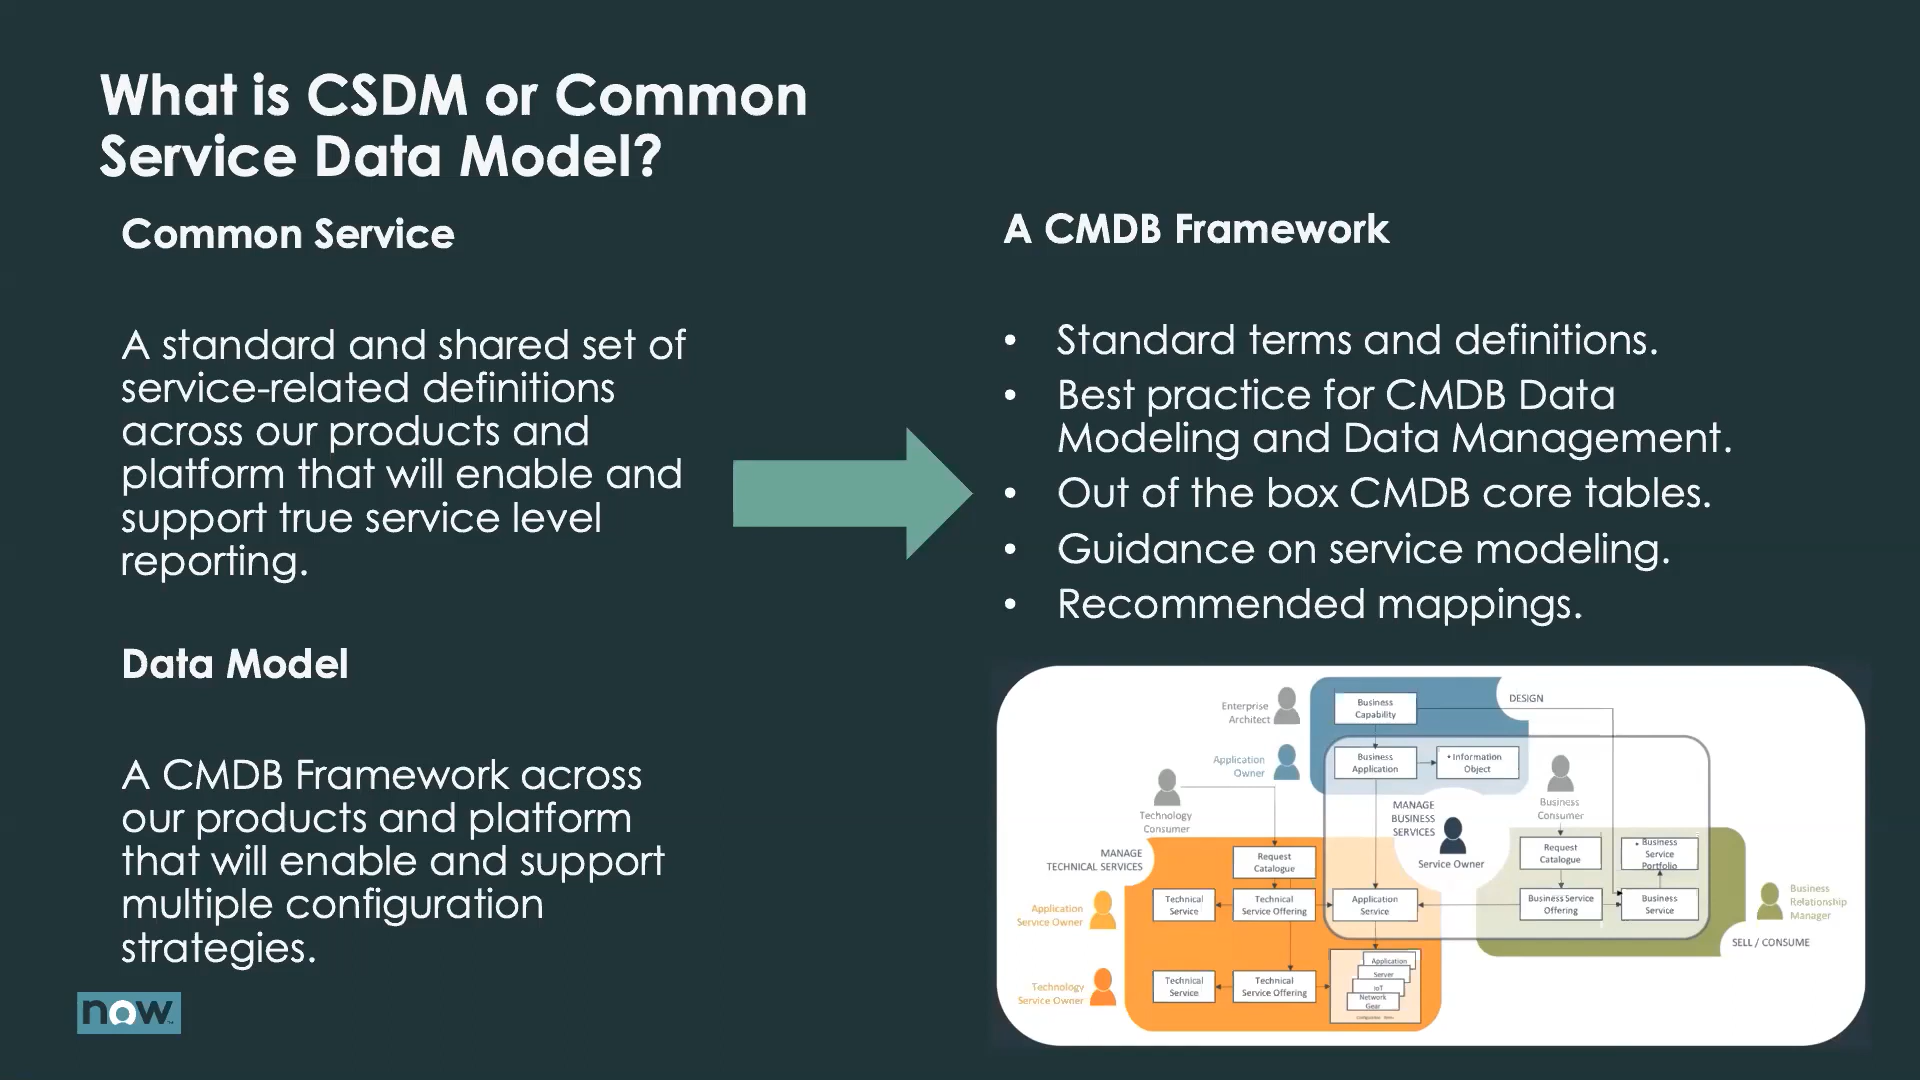 What is CSDM or Common
Service Data Model?
Common Service
A standard and shared set of
service-related definitions
across our products and
platform that will enable and
support true service level
reporting.
Data Model
A CMDB Framework across
our products and platform
that will enable and support
multiple configuration
strategies.
now
A CMDB Framework
• Standard terms and definitions.
• Best practice for CMDB Data
Modeling and Data Management.
• Out of the box CMDB core tables.
• Guidance on service modeling.
• Recommended mappings.
Enterprise
Architect
Business
Capability
DESIGN
Application
Owner
Business
Application
• Information
Object
Technology
Consumer
MANAGE
BUSINESS
SERVICES
Service Owner
Business
Consumer
MANAGE
TECHNICAL SERVICES
Request
Catalogue
Request
Catalogue
• Business
Service
Portfolio
Application
Service Owner
Technical
Service
Technical
Service Offering
Application
Service
Business Service
Offering
Business
Service
Business
Relationship
Manager
SELL / CONSUME
Technology
Service Owner
Technical
Service
Technical
Service Offering
Application
Server
IoT
Network
Gear